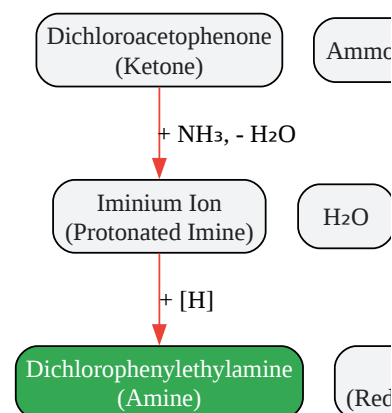 Dichloroacetophenone
(Ketone)
+ NH₃, - H₂O
Iminium Ion
(Protonated Imine)
H₂O
+ [H]
Dichlorophenylethylamine
(Amine)